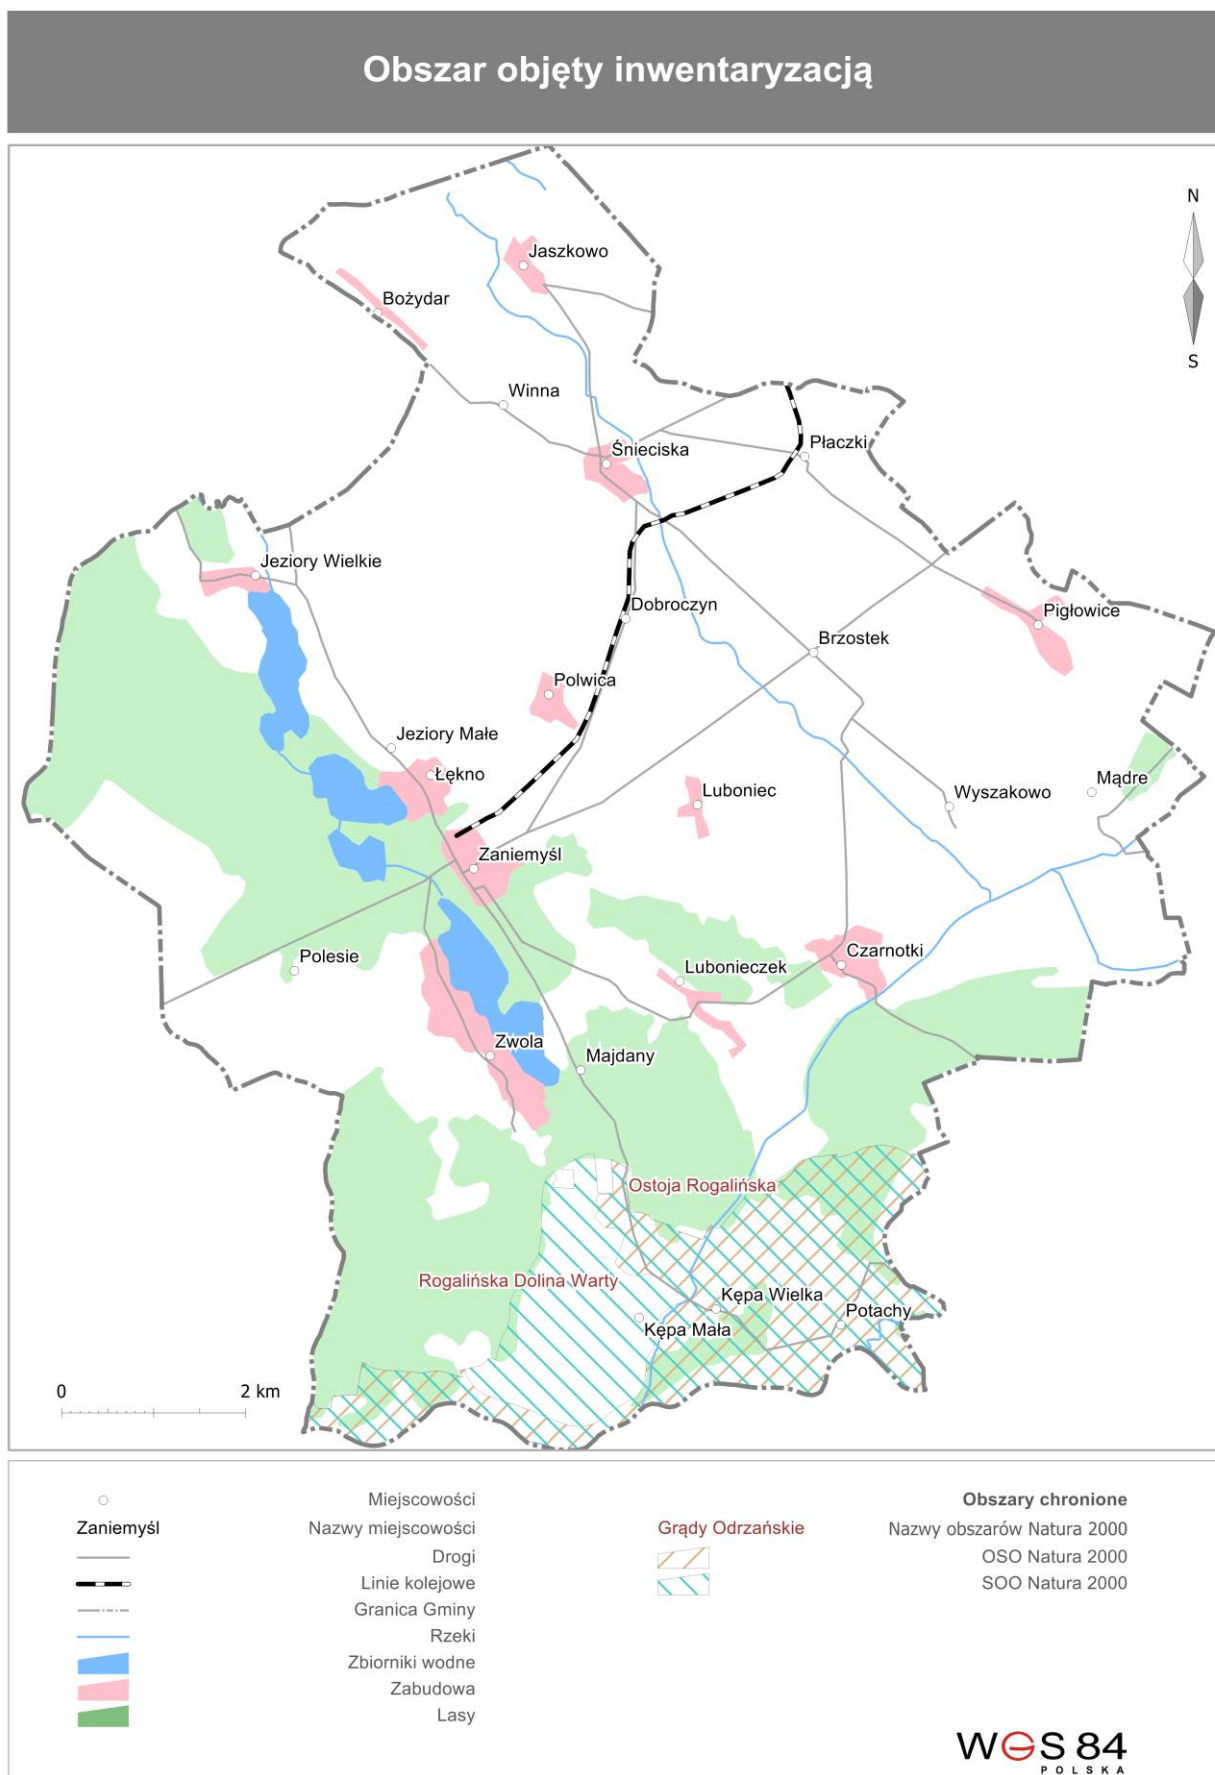 Obszar objęty inwentaryzacją
N
S
Jaszkowo
Bożydar
Winna
Śnieciska
Płaczki
Jeziory Wielkie
Dobroczyn
Pigłowice
Brzostek
Polwica
Jeziory Małe
Łękno
Mądre
Luboniec
Wyszakowo
Zaniemyśl
Czarnotki
Polesie
Lubonieczek
Zwola
Majdany
Ostoja Rogalińska
Rogalińska Dolina Warty
Kępa Wielka
Potachy
Kępa Mała
0 2 km
Miejscowości
Zaniemyśl Nazwy miejscowości
Drogi
Linie kolejowe
Granica Gminy
Rzeki
Zbiorniki wodne
Zabudowa
Lasy
Obszary chronione
Grądy Odrzańskie Nazwy obszarów Natura 2000
OSO Natura 2000
SOO Natura 2000
WGS 84
POLSKA